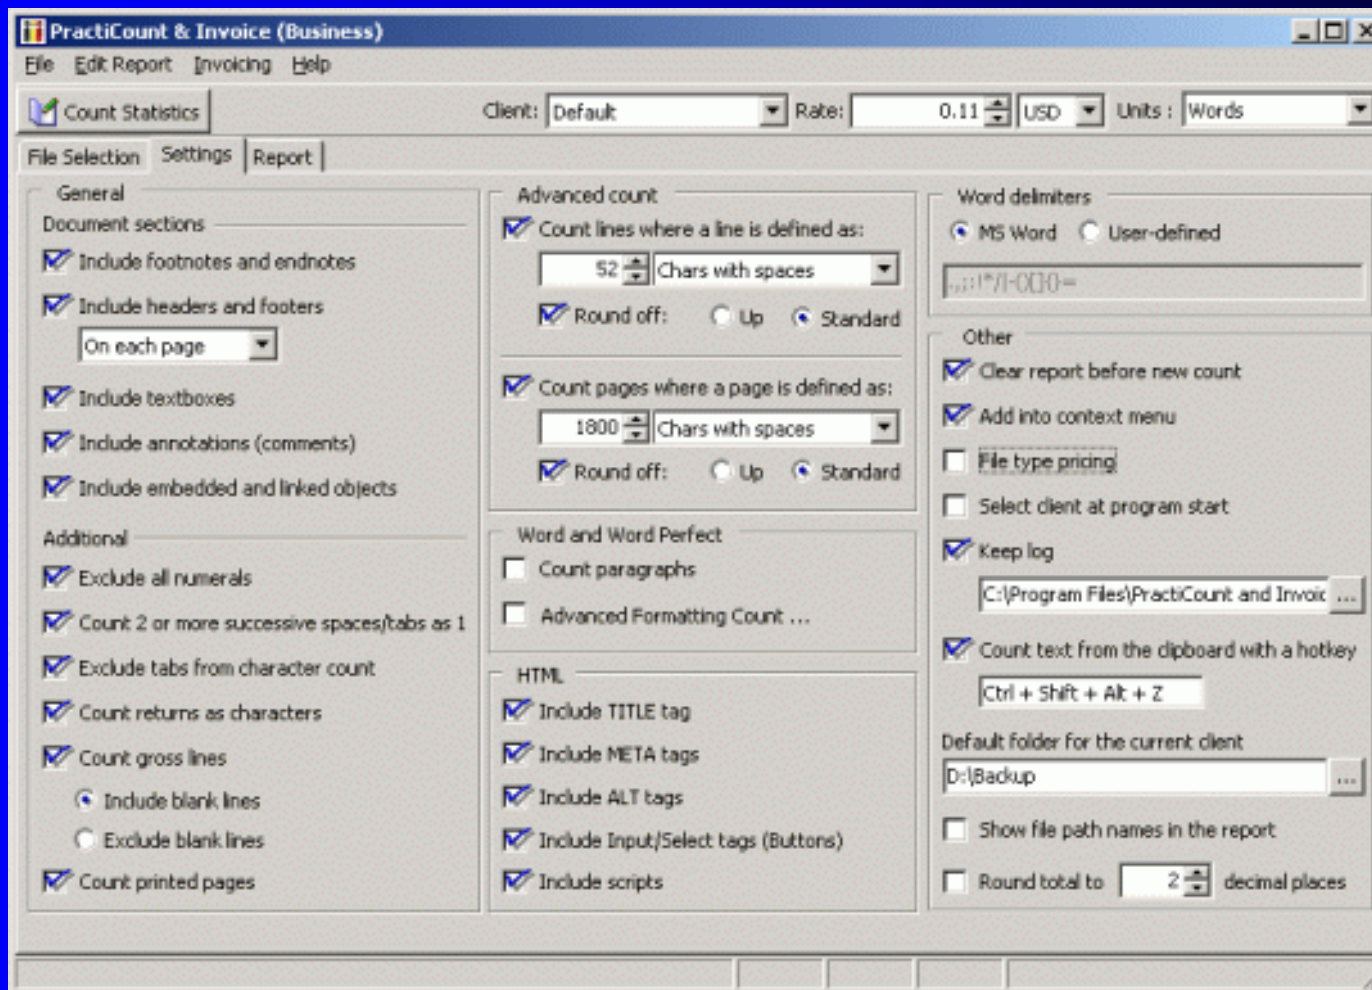 PractiCount & Invoice (Business)
File Edit Report Invoicing Help
Count Statistics Client: Default Rate: 0.11 USD Units : Words
File Selection Settings Report
General
Document sections
Include footnotes and endnotes
Include headers and footers
On each page
Include textboxes
Include annotations (comments)
Include embedded and linked objects
Additional
Exclude all numerals
Count 2 or more successive spaces/tabs as 1
Exclude tabs from character count
Count returns as characters
Count gross lines
Include blank lines
Exclude blank lines
Count printed pages
Advanced count
Count lines where a line is defined as:
52 Chars with spaces
Round off: Up Standard
Count pages where a page is defined as:
1800 Chars with spaces
Round off: Up Standard
Word and Word Perfect
Count paragraphs
Advanced Formatting Count ...
HTML
Include TITLE tag
Include META tags
Include ALT tags
Include Input/Select tags (Buttons)
Include scripts
Word delimiters
MS Word User-defined
Other
Clear report before new count
Add into context menu
File type pricing
Select client at program start
Keep log
C:\Program Files\PractiCount and Invoic ...
Count text from the clipboard with a hotkey
Ctrl + Shift + Alt + Z
Default folder for the current client
D:\Backup ...
Show file path names in the report
Round total to 2 decimal places